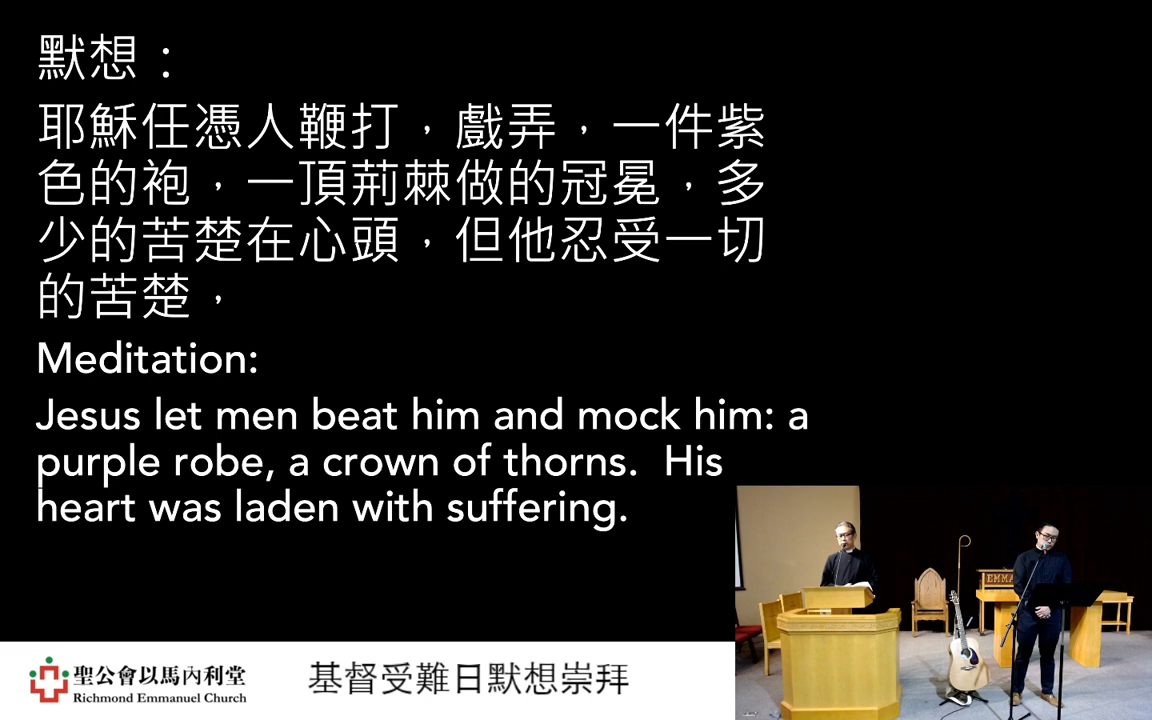 默想：
耶穌任憑人鞭打，戲弄，一件紫
色的袍，一頂荊棘做的冠冕，多
少的苦楚在心頭，但他忍受一切
的苦楚，
Meditation:
Jesus let men beat him and mock him: a
purple robe, a crown of thorns.  His
heart was laden with suffering.
EMMA
聖公會以馬內利堂
Richmond Emmanuel Church
基督受難日默想崇拜